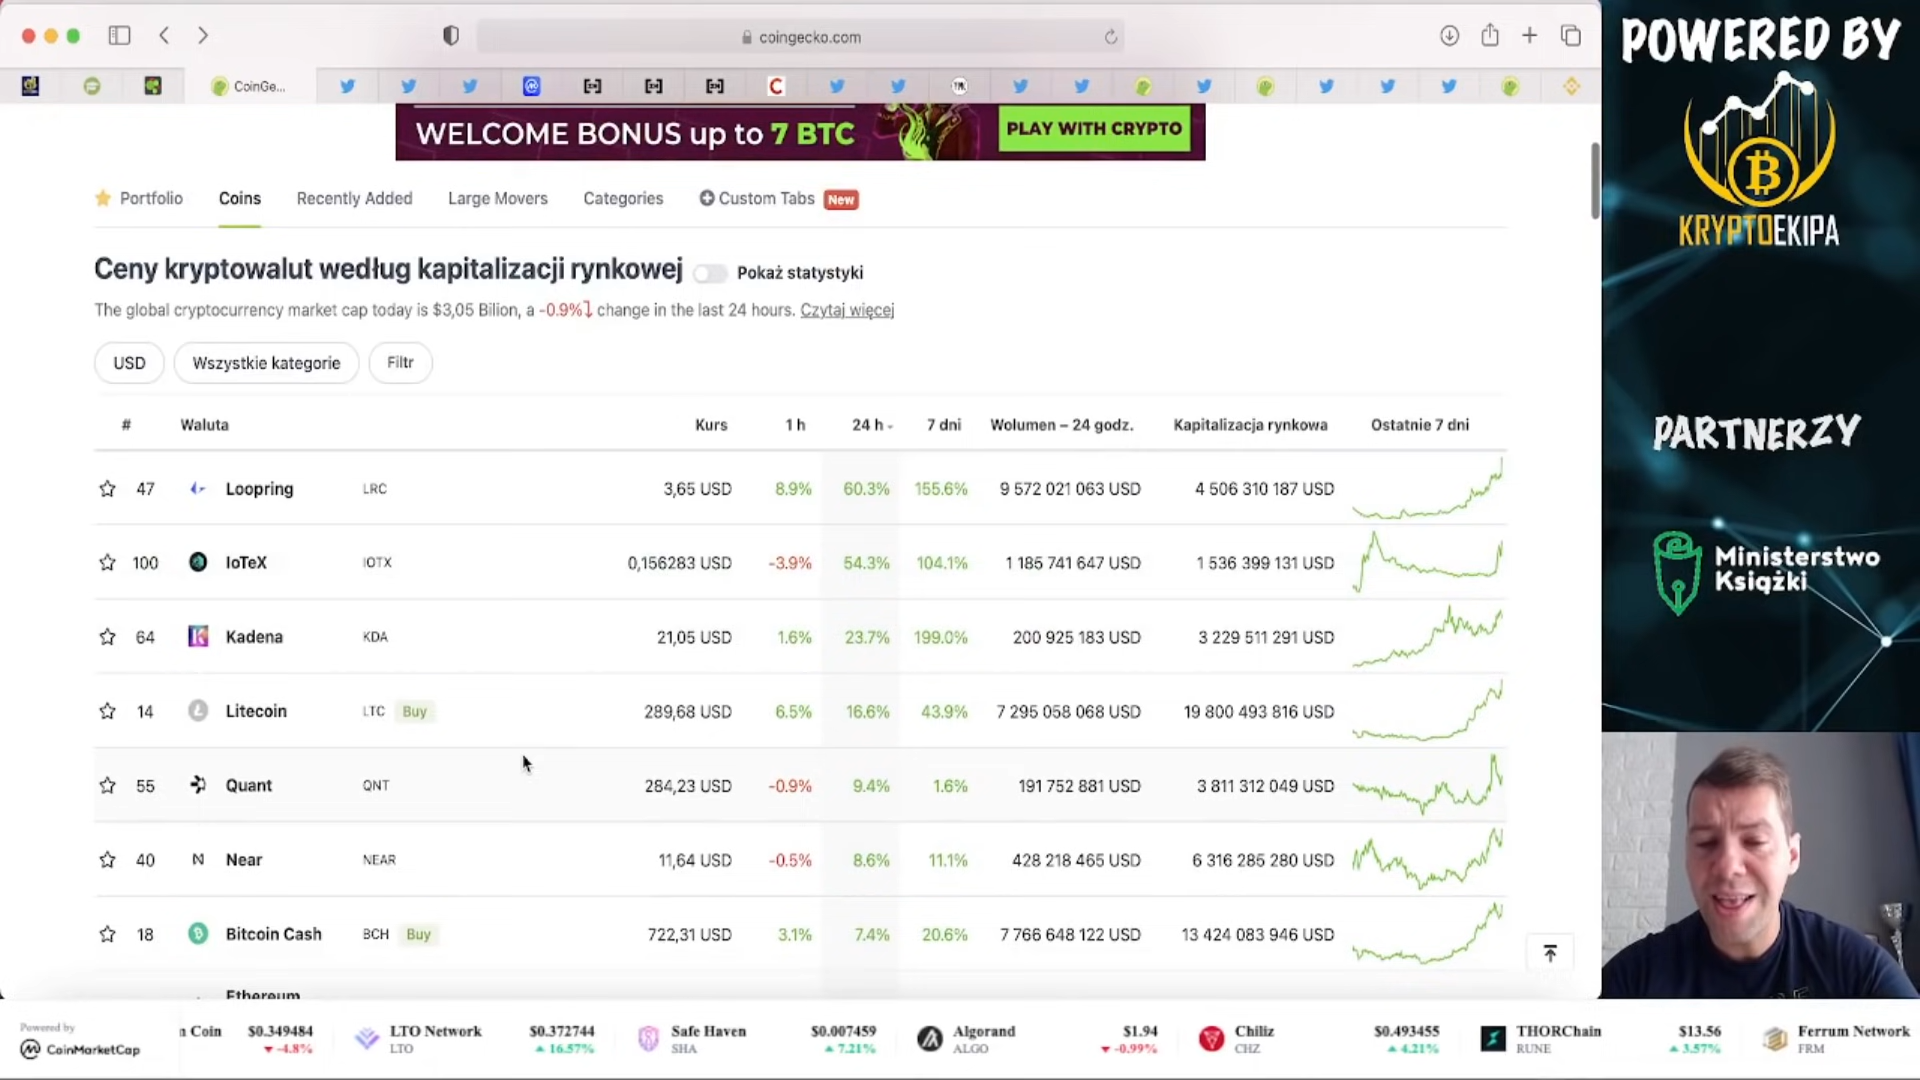 coingecko.com
CoinGe...
WELCOME BONUS up to 7 BTC
PLAY WITH CRYPTO
Portfolio Coins Recently Added Large Movers Categories Custom Tabs New
Ceny kryptowalut według kapitalizacji rynkowej Pokaż statystyki
The global cryptocurrency market cap today is $3,05 Bilion, a -0.9% change in the last 24 hours. Czytaj więcej
USD Wszystkie kategorie Filtr
# Waluta Kurs 1 h 24 h 7 dni Wolumen – 24 godz. Kapitalizacja rynkowa Ostatnie 7 dni
47 Loopring LRC 3,65 USD 8.9% 60.3% 155.6% 9 572 021 063 USD 4 506 310 187 USD
100 IoTeX IOTX 0,156283 USD -3.9% 54.3% 104.1% 1 185 741 647 USD 1 536 399 131 USD
64 Kadena KDA 21,05 USD 1.6% 23.7% 199.0% 200 925 183 USD 3 229 511 291 USD
14 Litecoin LTC Buy 289,68 USD 6.5% 16.6% 43.9% 7 295 058 068 USD 19 800 493 816 USD
55 Quant QNT 284,23 USD -0.9% 9.4% 1.6% 191 752 881 USD 3 811 312 049 USD
40 Near NEAR 11,64 USD -0.5% 8.6% 11.1% 428 218 465 USD 6 316 285 280 USD
18 Bitcoin Cash BCH Buy 722,31 USD 3.1% 7.4% 20.6% 7 766 648 122 USD 13 424 083 946 USD
Ethereum
POWERED BY
KRYPTOEKIPA
PARTNERZY
Ministerstwo
Książki
Powered by
CoinMarketCap
n Coin $0.349484
-4.8%
LTO Network $0.372744
LTO 16.57%
Safe Haven $0.007459
SHA 7.21%
Algorand $1.94
ALGO -0.99%
Chiliz $0.493455
CHZ 4.21%
THORChain $13.56
RUNE 3.57%
Ferrum Network
FRM